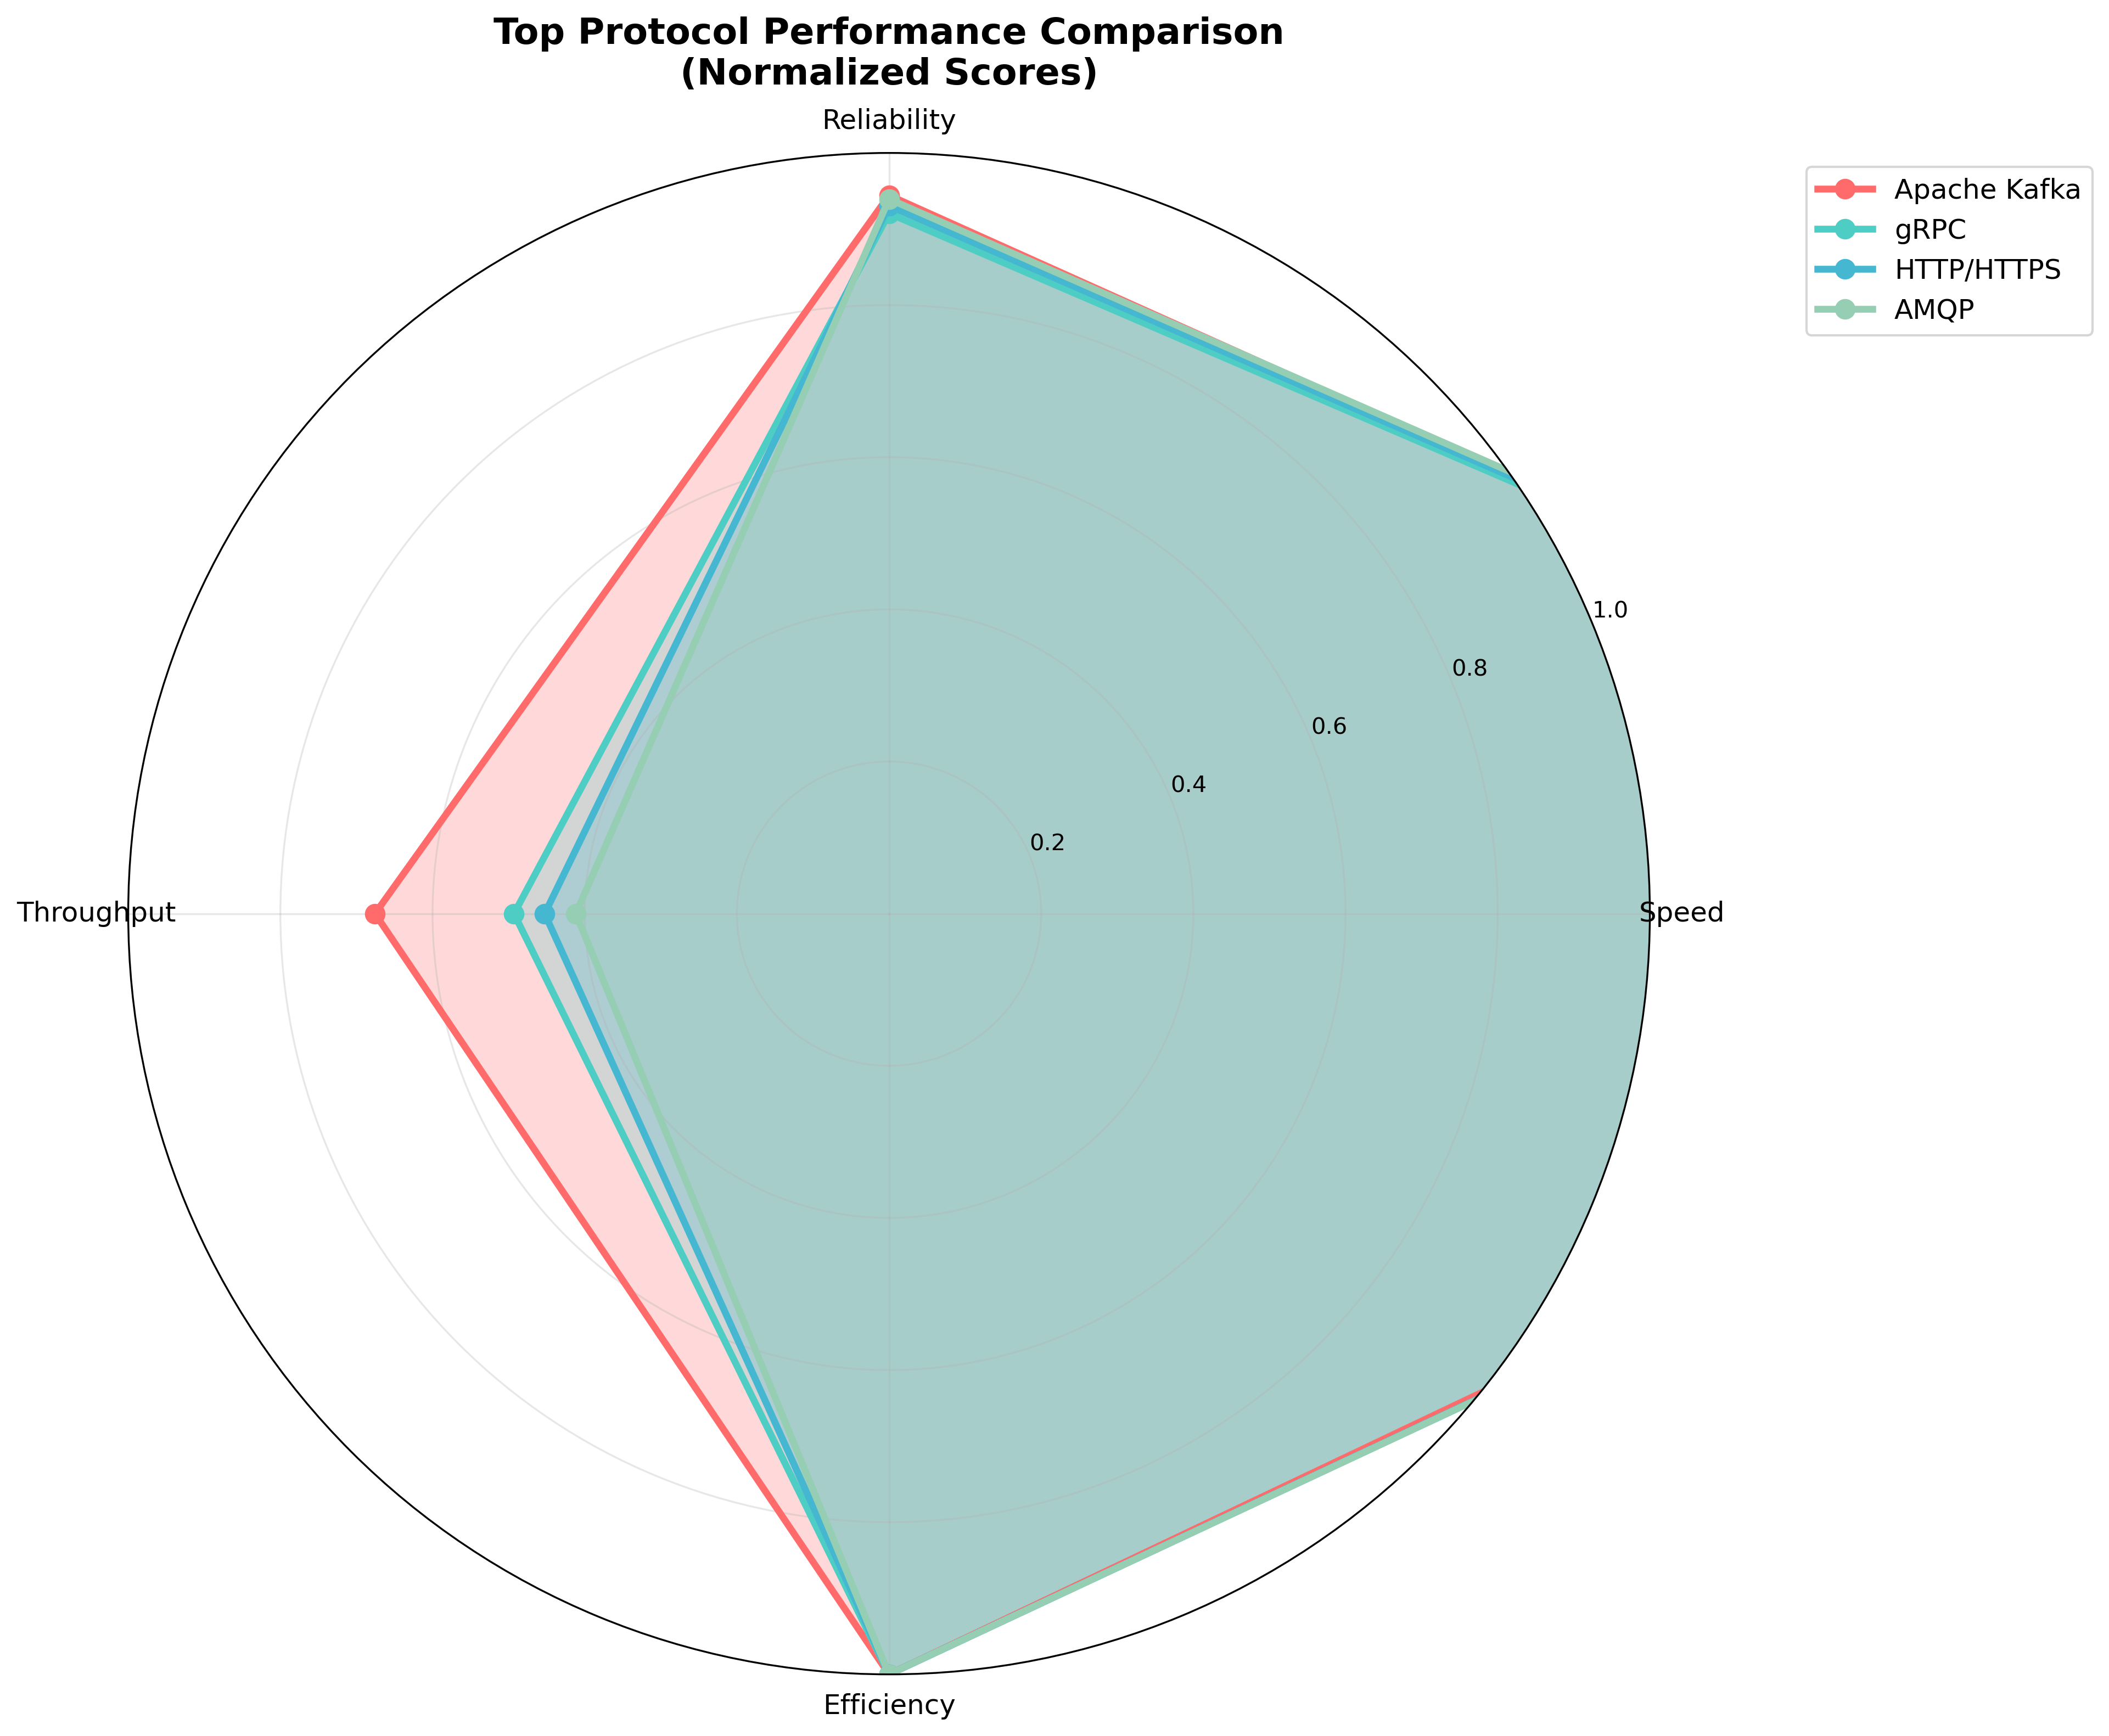 Top Protocol Performance Comparison
(Normalized Scores)
Reliability
Apache Kafka
gRPC
HTTP/HTTPS
AMQP
1.0
0.8
0.6
0.4
0.2
Throughput
Speed
Efficiency